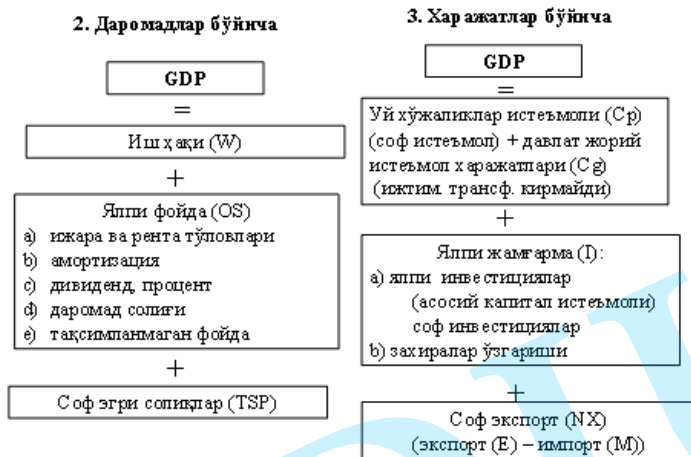 2. Даромадлар бўйинча
GDP
=
Иш ҳақи (W)
+
Ялпи фойда (OS)
a) ижара ва рента тўловлари
b) амортизация
c) дивиденд, процент
d) даромад солиғи
e) тақсимланмаган фойда
+
Соф эгри солиқлар (TSP)
3. Харажатлар бўйинча
GDP
=
Уй хўжаликлар истеъмоли (Cp)
(соф истеъмол) + давлат жорий
истеъмол харажатлари (Cg)
(ижтим. трансф. кирмайди)
+
Ялпи жамғарма (I):
a) ялпи инвестициялар
(асосий капитал истеъмоли)
соф инвестициялар
b) захиралар ўзгариши
+
Соф экспорт (NX)
(экспорт (E) – импорт (M))